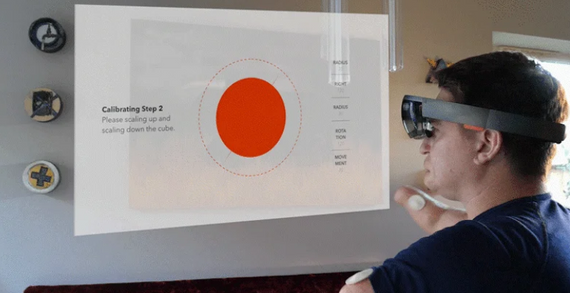 Calibrating Step 2
Please scaling up and
scaling down the cube.
RADIUS
RADIUS
ROTA
TION
MOVE
MENT